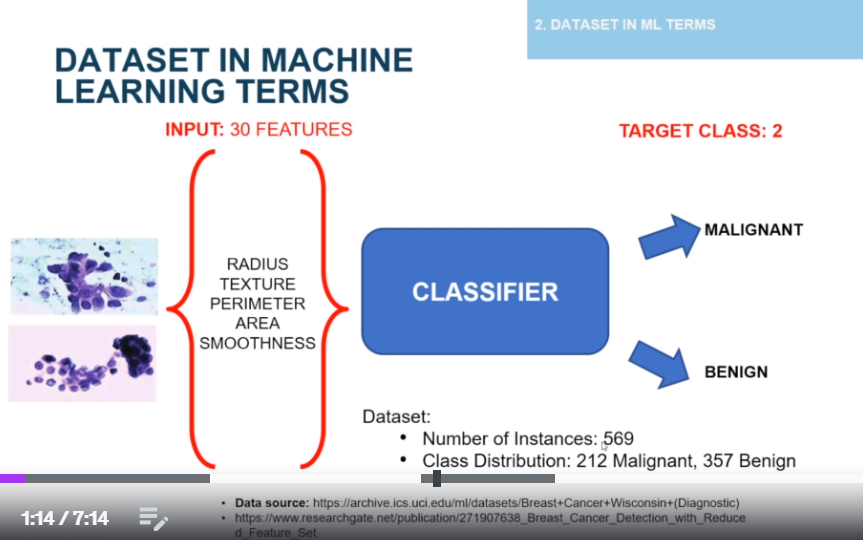 2. DATASET IN ML TERMS
DATASET IN MACHINE
LEARNING TERMS
INPUT: 30 FEATURES
TARGET CLASS: 2
RADIUS
TEXTURE
PERIMETER
AREA
SMOOTHNESS
CLASSIFIER
MALIGNANT
BENIGN
Dataset:
• Number of Instances: 569
• Class Distribution: 212 Malignant, 357 Benign
1:14 / 7:14
• Data source: https://archive.ics.uci.edu/ml/datasets/Breast+Cancer+Wisconsin+(Diagnostic)
• https://www.researchgate.net/publication/271907638_Breast_Cancer_Detection_with_Reduce
d_Feature_Set